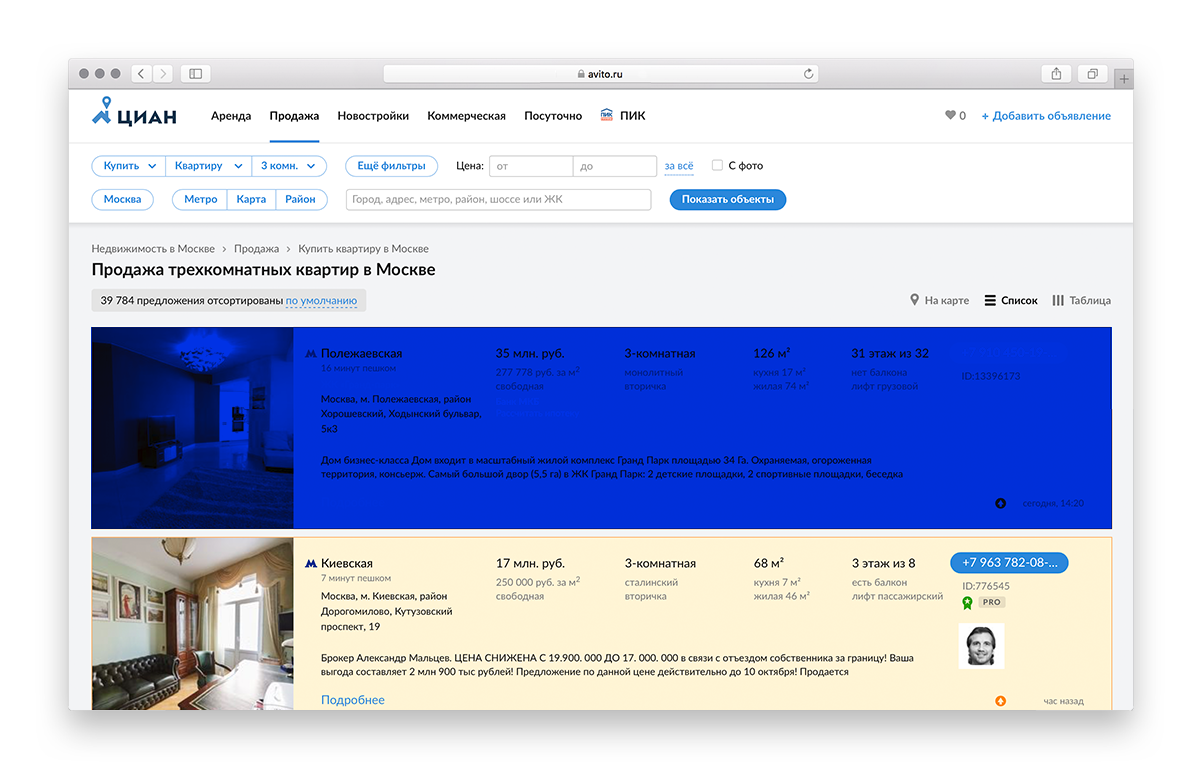 avito.ru
ЦИАН Аренда Продажа Новостройки Коммерческая Посуточно ПИК ПИК 0 + Добавить объявление
Купить Квартиру 3 комн. Ещё фильтры Цена: от до за всё С фото
Москва Метро Карта Район Город, адрес, метро, район, шоссе или ЖК Показать объекты
Недвижимость в Москве > Продажа > Купить квартиру в Москве
Продажа трехкомнатных квартир в Москве
39 784 предложения отсортированы по умолчанию На карте Список Таблица
Полежаевская 35 млн. руб. 3-комнатная 126 м² 31 этаж из 32
16 минут пешком 277 778 руб. за м² монолитный кухня 17 м² нет балкона ID:13396173
свободная вторичка жилая 74 м² лифт грузовой
Москва, м. Полежаевская, район
Хорошевский, Ходынский бульвар,
5к3
Дом бизнес-класса Дом входит в масштабный жилой комплекс Гранд Парк площадью 34 Га. Охраняемая, огороженная
территория, консьерж. Самый большой двор (5,5 га) в ЖК Гранд Парк: 2 детские площадки, 2 спортивные площадки, беседка
сегодня, 14:20
Киевская 17 млн. руб. 3-комнатная 68 м² 3 этаж из 8 +7 963 782-08-...
7 минут пешком 250 000 руб. за м² сталинский кухня 7 м² есть балкон ID:776545
свободная вторичка жилая 46 м² лифт пассажирский PRO
Москва, м. Киевская, район
Дорогомилово, Кутузовский
проспект, 19
Брокер Александр Мальцев. ЦЕНА СНИЖЕНА С 19.900. 000 ДО 17. 000. 000 в связи с отъездом собственника за границу! Ваша
выгода составляет 2 млн 900 тыс рублей! Предложение по данной цене действительно до 10 октября! Продается
Подробнее час назад